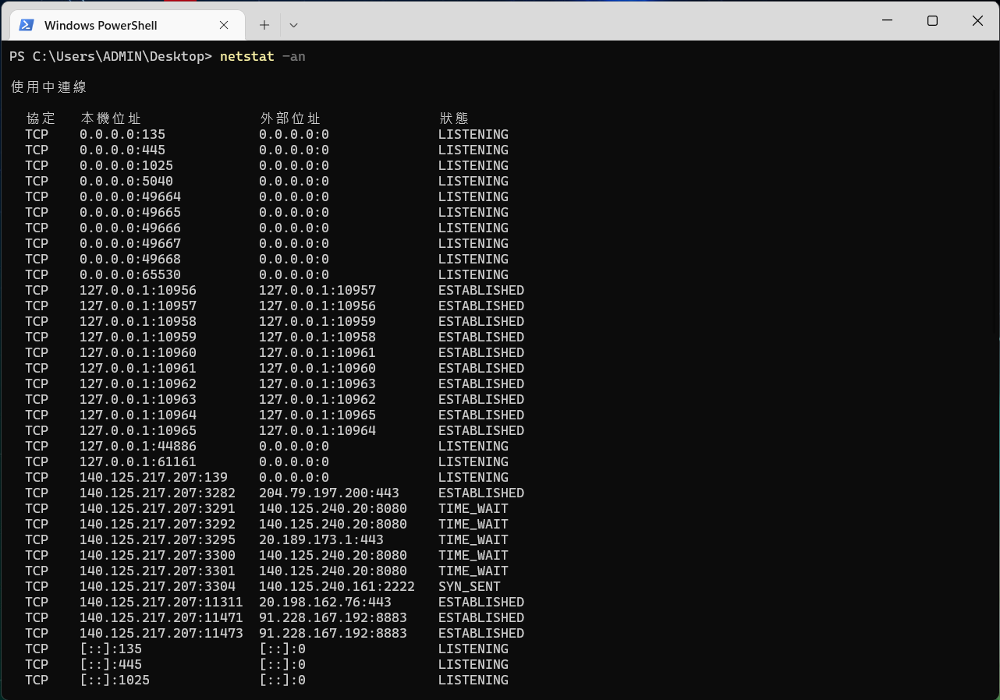 Windows PowerShell
PS C:\Users\ADMIN\Desktop> netstat -an
使用中連線
協定 本機位址 外部位址 狀態
TCP 0.0.0.0:135 0.0.0.0:0 LISTENING
TCP 0.0.0.0:445 0.0.0.0:0 LISTENING
TCP 0.0.0.0:1025 0.0.0.0:0 LISTENING
TCP 0.0.0.0:5040 0.0.0.0:0 LISTENING
TCP 0.0.0.0:49664 0.0.0.0:0 LISTENING
TCP 0.0.0.0:49665 0.0.0.0:0 LISTENING
TCP 0.0.0.0:49666 0.0.0.0:0 LISTENING
TCP 0.0.0.0:49667 0.0.0.0:0 LISTENING
TCP 0.0.0.0:49668 0.0.0.0:0 LISTENING
TCP 0.0.0.0:65530 0.0.0.0:0 LISTENING
TCP 127.0.0.1:10956 127.0.0.1:10957 ESTABLISHED
TCP 127.0.0.1:10957 127.0.0.1:10956 ESTABLISHED
TCP 127.0.0.1:10958 127.0.0.1:10959 ESTABLISHED
TCP 127.0.0.1:10959 127.0.0.1:10958 ESTABLISHED
TCP 127.0.0.1:10960 127.0.0.1:10961 ESTABLISHED
TCP 127.0.0.1:10961 127.0.0.1:10960 ESTABLISHED
TCP 127.0.0.1:10962 127.0.0.1:10963 ESTABLISHED
TCP 127.0.0.1:10963 127.0.0.1:10962 ESTABLISHED
TCP 127.0.0.1:10964 127.0.0.1:10965 ESTABLISHED
TCP 127.0.0.1:10965 127.0.0.1:10964 ESTABLISHED
TCP 127.0.0.1:44886 0.0.0.0:0 LISTENING
TCP 127.0.0.1:61161 0.0.0.0:0 LISTENING
TCP 140.125.217.207:139 0.0.0.0:0 LISTENING
TCP 140.125.217.207:3282 204.79.197.200:443 ESTABLISHED
TCP 140.125.217.207:3291 140.125.240.20:8080 TIME_WAIT
TCP 140.125.217.207:3292 140.125.240.20:8080 TIME_WAIT
TCP 140.125.217.207:3295 20.189.173.1:443 TIME_WAIT
TCP 140.125.217.207:3300 140.125.240.20:8080 TIME_WAIT
TCP 140.125.217.207:3301 140.125.240.20:8080 TIME_WAIT
TCP 140.125.217.207:3304 140.125.240.161:2222 SYN_SENT
TCP 140.125.217.207:11311 20.198.162.76:443 ESTABLISHED
TCP 140.125.217.207:11471 91.228.167.192:8883 ESTABLISHED
TCP 140.125.217.207:11473 91.228.167.192:8883 ESTABLISHED
TCP [::]:135 [::]:0 LISTENING
TCP [::]:445 [::]:0 LISTENING
TCP [::]:1025 [::]:0 LISTENING